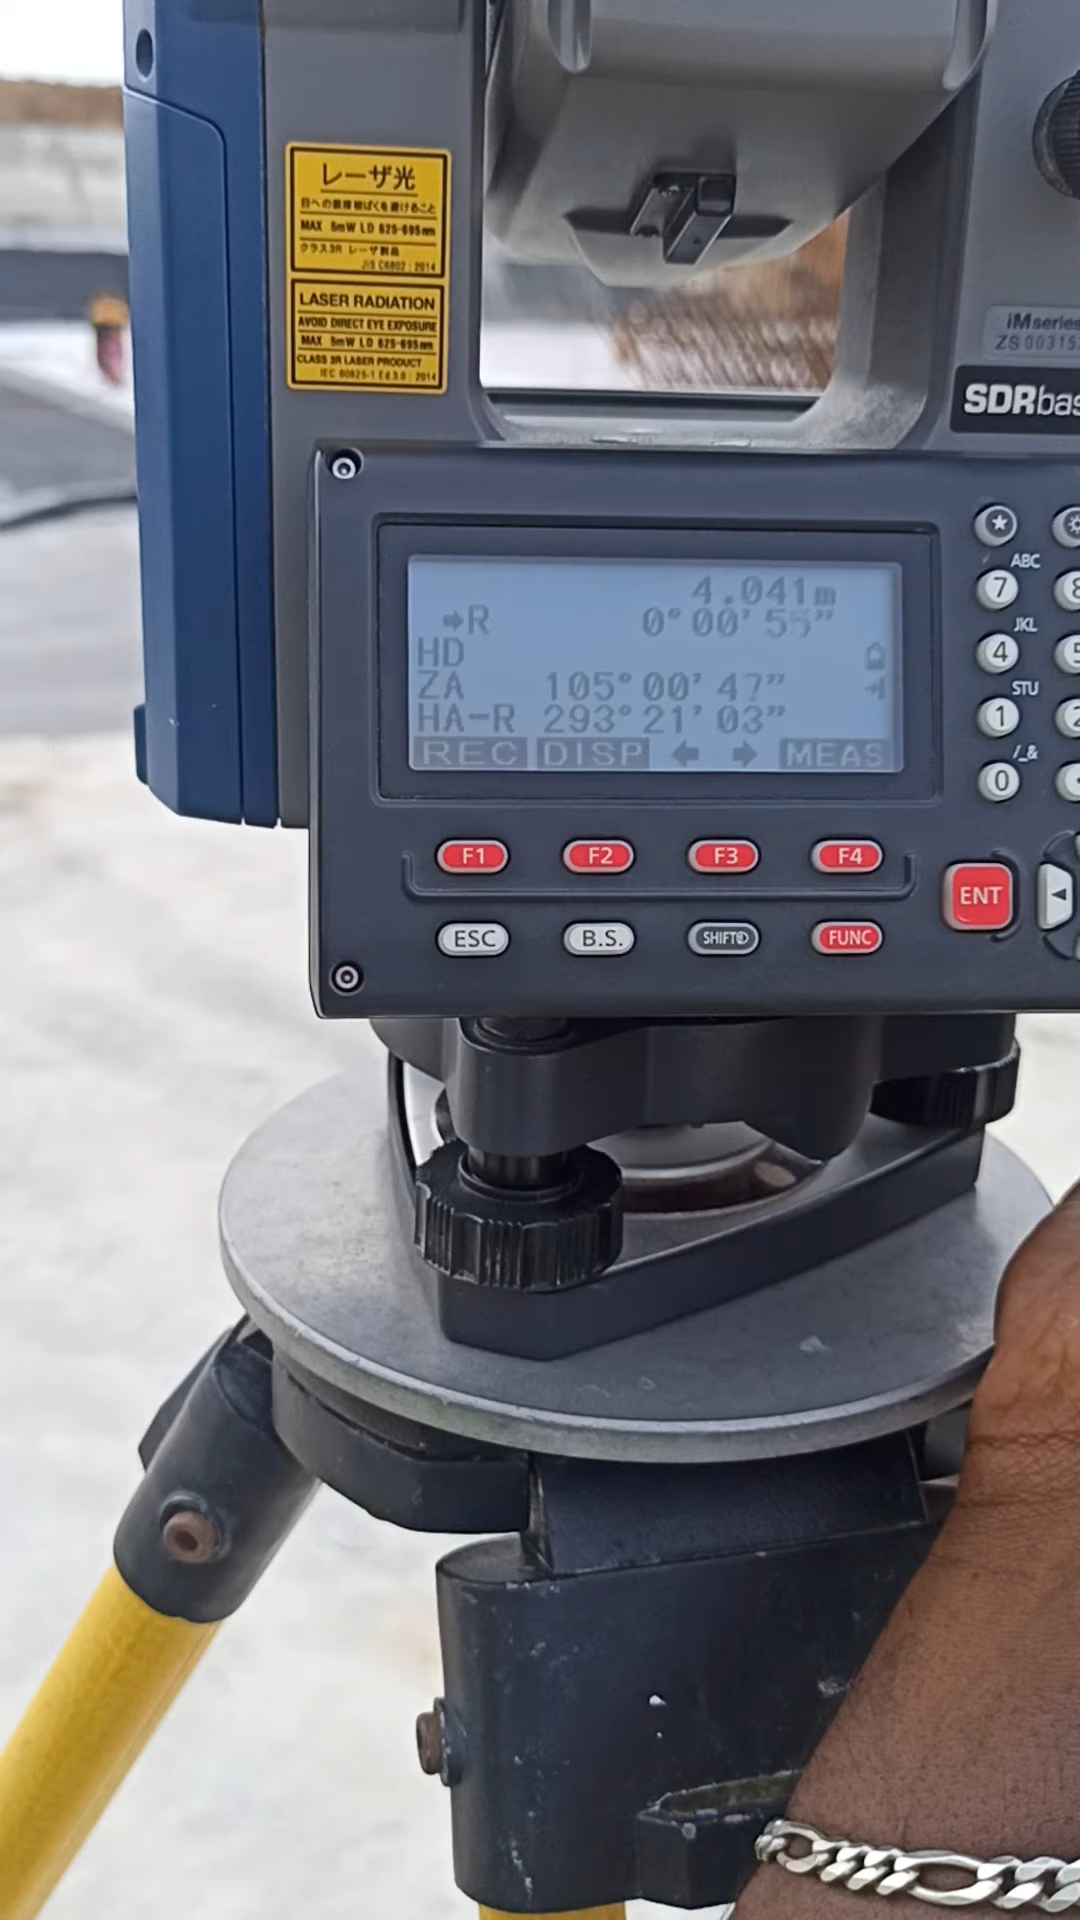 レーザ光
目への直接被ばくを避けること
MAX 5mW LD 625-695nm
クラス3R レーザ製品
JIS C6802 : 2014
LASER RADIATION
AVOID DIRECT EYE EXPOSURE
MAX 5mW LD 625-695nm
CLASS 3R LASER PRODUCT
IEC 60825-1 Ed.3.0 : 2014
iM series
ZS 003153
SDRbas
4.041m
➡R 0°00'55"
HD
ZA 105°00'47"
HA-R 293°21'03"
REC DISP ← → MEAS
ABC
7 8
JKL
4 5
STU
1 2
/_&
0
F1 F2 F3 F4
ENT
ESC B.S. SHIFT FUNC